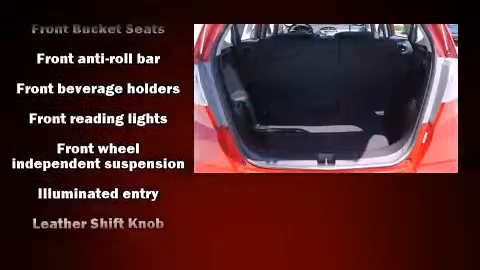 Front Bucket Seats
Front anti-roll bar
Front beverage holders
Front reading lights
Front wheel
independent suspension
Illuminated entry
Leather Shift Knob